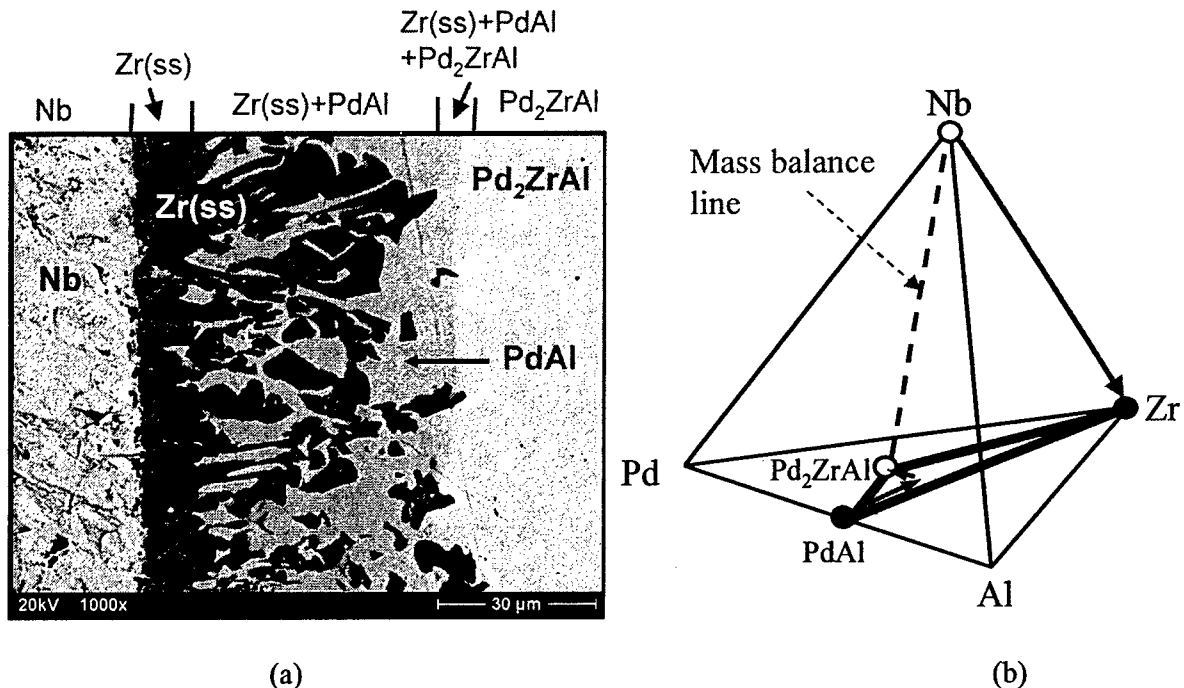 Zr(ss)+PdAl
+Pd₂ZrAl
Zr(ss)
Nb
Zr(ss)+PdAl
Pd₂ZrAl
Pd₂ZrAl
Zr(ss)
Nb
PdAl
20kV 1000x
30 µm
(a)
Nb
Mass balance
line
Zr
Pd
Pd₂ZrAl
PdAl
Al
(b)